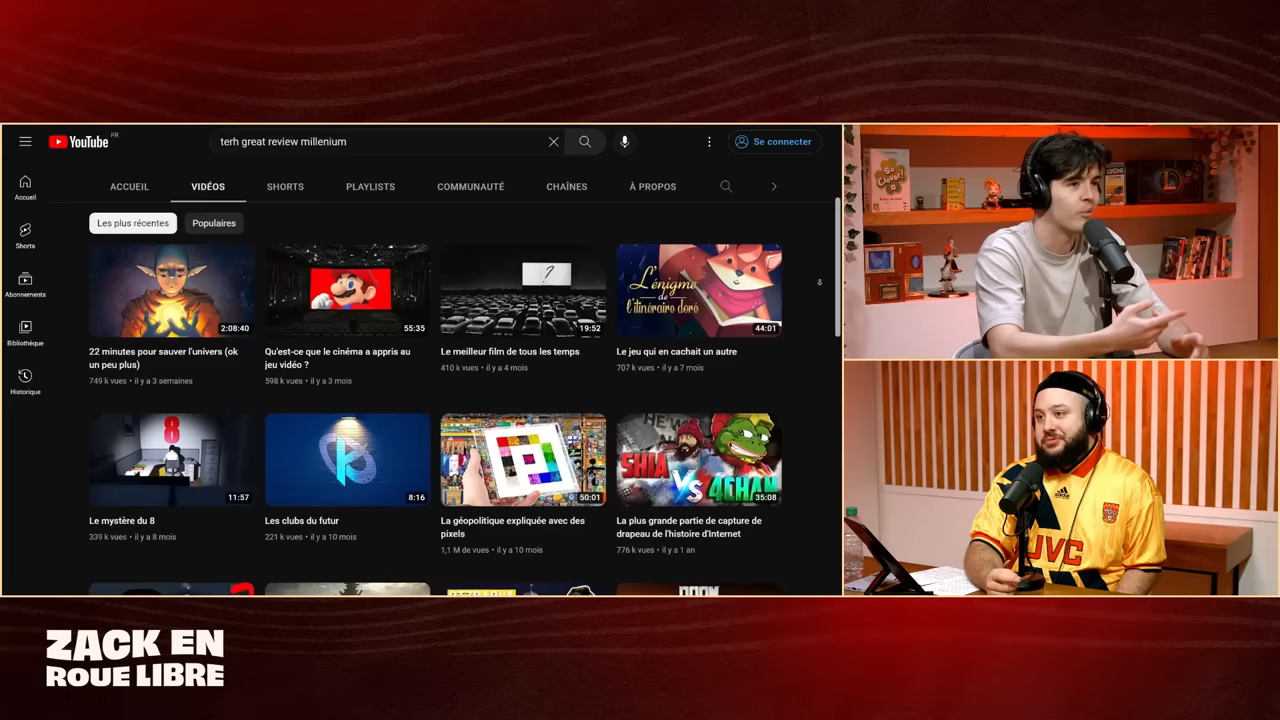 YouTube FR
terh great review millenium
Se connecter
Accueil
Shorts
Abonnements
Bibliothèque
Historique
ACCUEIL
VIDÉOS
SHORTS
PLAYLISTS
COMMUNAUTÉ
CHAÎNES
À PROPOS
Les plus récentes
Populaires
2:08:40
22 minutes pour sauver l'univers (ok
un peu plus)
749 k vues • il y a 3 semaines
55:35
Qu'est-ce que le cinéma a appris au
jeu vidéo ?
598 k vues • il y a 3 mois
?
19:52
Le meilleur film de tous les temps
410 k vues • il y a 4 mois
L'énigme
de
l'itinéraire doré
44:01
Le jeu qui en cachait un autre
707 k vues • il y a 7 mois
8
11:57
Le mystère du 8
339 k vues • il y a 8 mois
8:16
Les clubs du futur
221 k vues • il y a 10 mois
50:01
La géopolitique expliquée avec des
pixels
1,1 M de vues • il y a 10 mois
SHIA
VS
4CHAN
35:08
La plus grande partie de capture de
drapeau de l'histoire d'Internet
776 k vues • il y a 1 an
So
Clover!
adidas
JVC
ZACK EN
ROUE LIBRE